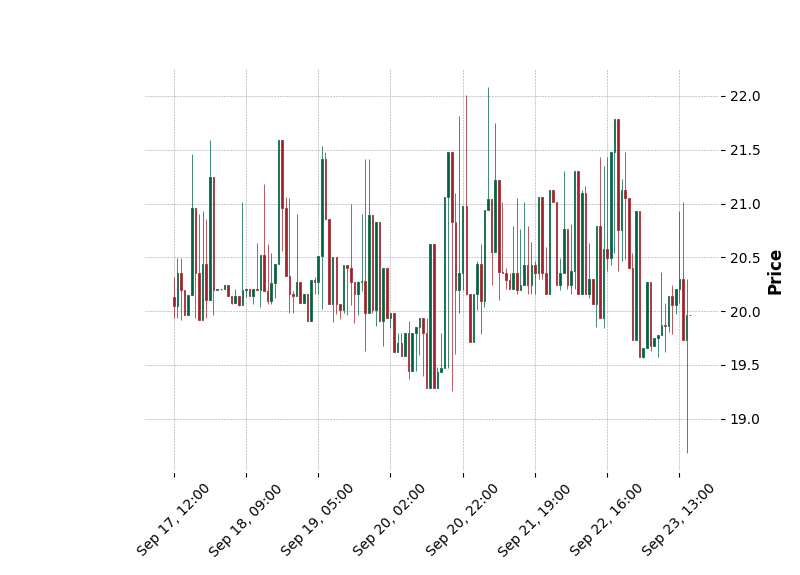 22.0
21.5
21.0
20.5
20.0
19.5
19.0
Price
Sep 17, 12:00
Sep 18, 09:00
Sep 19, 05:00
Sep 20, 02:00
Sep 20, 22:00
Sep 21, 19:00
Sep 22, 16:00
Sep 23, 13:00